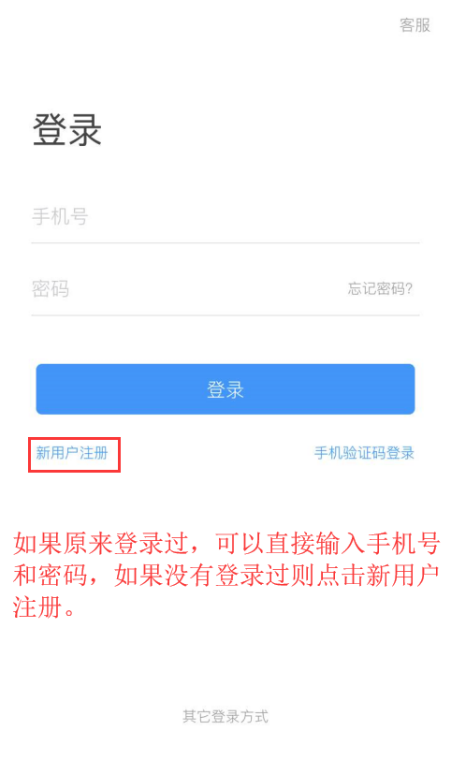 客服
登录
手机号
密码 忘记密码?
登录
新用户注册 手机验证码登录
如果原来登录过，可以直接输入手机号
和密码，如果没有登录过则点击新用户
注册。
其它登录方式